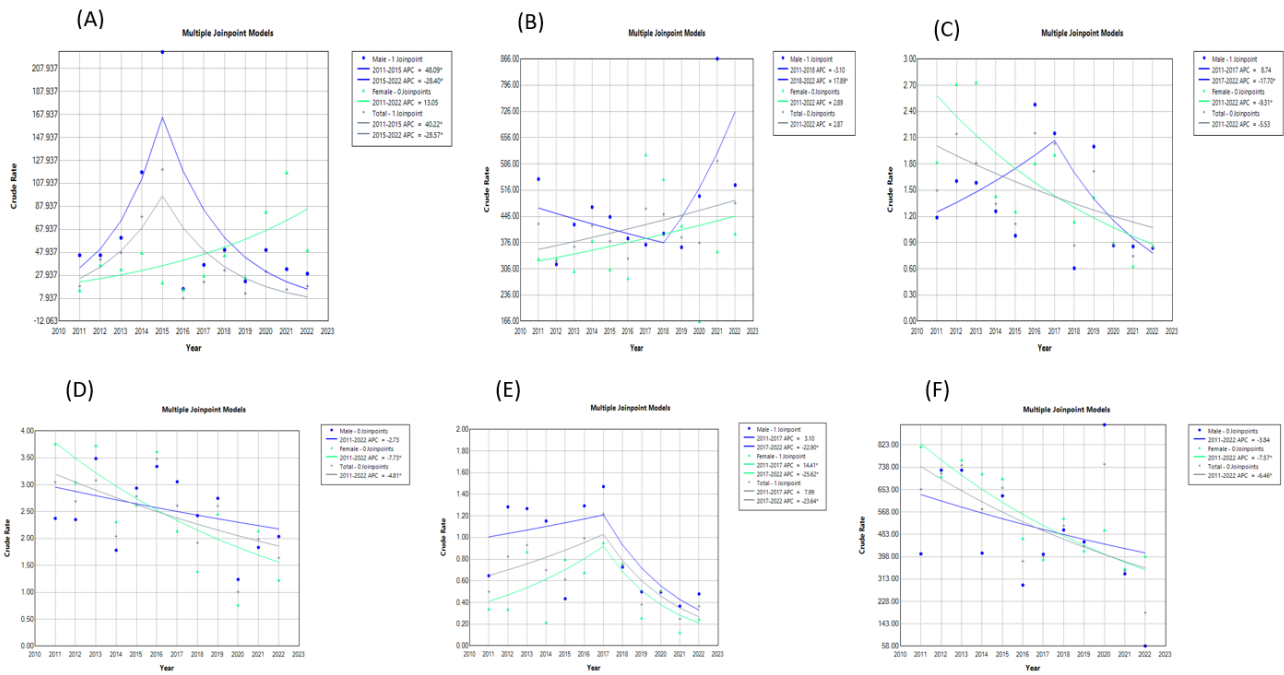 (A)
Multiple Joinpoint Models
Crude Rate
207.937
187.937
167.937
147.937
127.937
107.937
87.937
67.937
47.937
27.937
7.937
-12.063
2010 2011 2012 2013 2014 2015 2016 2017 2018 2019 2020 2021 2022 2023
Year
Male - 1 Joinpoint
2011-2015 APC = 48.09*
2015-2022 APC = -28.40*
Female - 0 Joinpoints
2011-2022 APC = 13.05
Total - 1 Joinpoint
2011-2015 APC = 40.22*
2015-2022 APC = -28.57*
(B)
Multiple Joinpoint Models
Crude Rate
866.00
796.00
726.00
656.00
586.00
516.00
446.00
376.00
306.00
236.00
166.00
2010 2011 2012 2013 2014 2015 2016 2017 2018 2019 2020 2021 2022 2023
Year
Male - 1 Joinpoint
2011-2018 APC = -3.10
2018-2022 APC = 17.89*
Female - 0 Joinpoints
2011-2022 APC = 2.89
Total - 0 Joinpoints
2011-2022 APC = 2.87
(C)
Multiple Joinpoint Models
Crude Rate
3.00
2.70
2.40
2.10
1.80
1.50
1.20
0.90
0.60
0.30
0.00
2010 2011 2012 2013 2014 2015 2016 2017 2018 2019 2020 2021 2022 2023
Year
Male - 1 Joinpoint
2011-2017 APC = 8.74
2017-2022 APC = -17.70*
Female - 0 Joinpoints
2011-2022 APC = -9.31*
Total - 0 Joinpoints
2011-2022 APC = -5.53
(D)
Multiple Joinpoint Models
Crude Rate
4.00
3.50
3.00
2.50
2.00
1.50
1.00
0.50
0.00
2010 2011 2012 2013 2014 2015 2016 2017 2018 2019 2020 2021 2022 2023
Year
Male - 0 Joinpoints
2011-2022 APC = -2.73
Female - 0 Joinpoints
2011-2022 APC = -7.73*
Total - 0 Joinpoints
2011-2022 APC = -4.81*
(E)
Multiple Joinpoint Models
Crude Rate
2.00
1.80
1.60
1.40
1.20
1.00
0.80
0.60
0.40
0.20
0.00
2010 2011 2012 2013 2014 2015 2016 2017 2018 2019 2020 2021 2022 2023
Year
Male - 1 Joinpoint
2011-2017 APC = 3.10
2017-2022 APC = -22.90*
Female - 1 Joinpoint
2011-2017 APC = 14.41*
2017-2022 APC = -25.62*
Total - 1 Joinpoint
2011-2017 APC = 7.99
2017-2022 APC = -23.64*
(F)
Multiple Joinpoint Models
Crude Rate
823.00
738.00
653.00
568.00
483.00
398.00
313.00
228.00
143.00
58.00
2010 2011 2012 2013 2014 2015 2016 2017 2018 2019 2020 2021 2022 2023
Year
Male - 0 Joinpoints
2011-2022 APC = -3.84
Female - 0 Joinpoints
2011-2022 APC = -7.57*
Total - 0 Joinpoints
2011-2022 APC = -6.46*